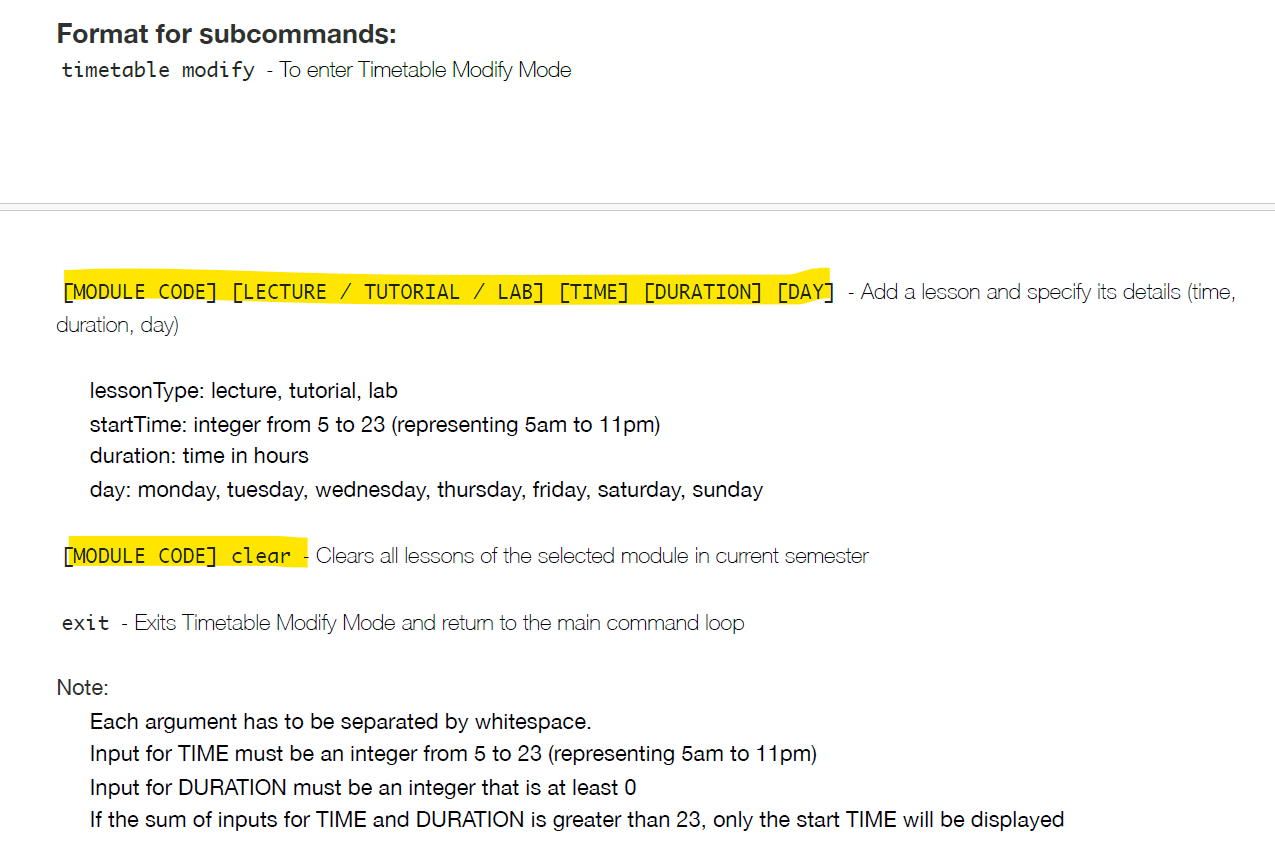 Format for subcommands:
timetable modify - To enter Timetable Modify Mode
[MODULE CODE] [LECTURE / TUTORIAL / LAB] [TIME] [DURATION] [DAY] - Add a lesson and specify its details (time,
duration, day)
lessonType: lecture, tutorial, lab
startTime: integer from 5 to 23 (representing 5am to 11pm)
duration: time in hours
day: monday, tuesday, wednesday, thursday, friday, saturday, sunday
[MODULE CODE] clear - Clears all lessons of the selected module in current semester
exit - Exits Timetable Modify Mode and return to the main command loop
Note:
Each argument has to be separated by whitespace.
Input for TIME must be an integer from 5 to 23 (representing 5am to 11pm)
Input for DURATION must be an integer that is at least 0
If the sum of inputs for TIME and DURATION is greater than 23, only the start TIME will be displayed